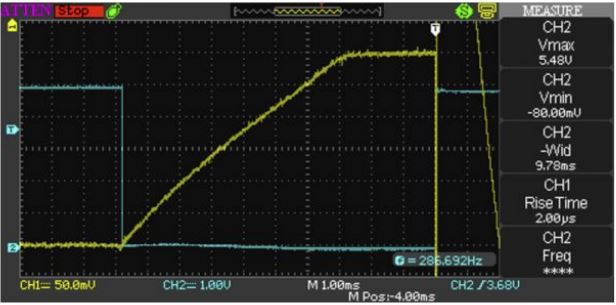 ATTEN Stop
MEASURE
CH2
Vmax
5.48V
CH2
Vmin
-80.00mV
CH2
-Wid
9.78ms
CH1
Rise Time
2.00µs
CH2
Freq
****
T
T
2
= 286.692Hz
CH1= 50.0mV CH2= 1.00V M 1.00ms CH2 3.68V
M Pos:-4.00ms